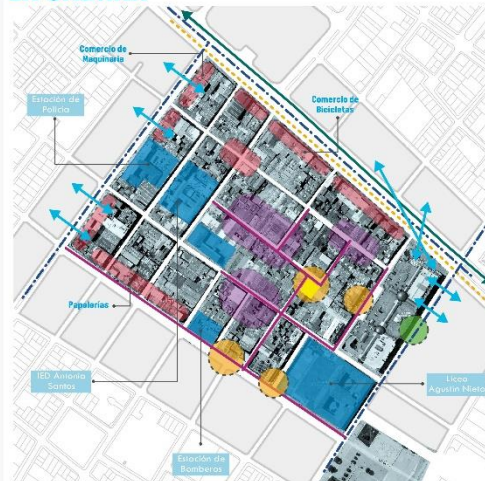 Comercio de
Maquinaria
Estación de
Policía
Comercio de
Bicicletas
Papelerías
IED Antonio
Santos
Liceo
Agustín Nieto
Estación de
Bomberos